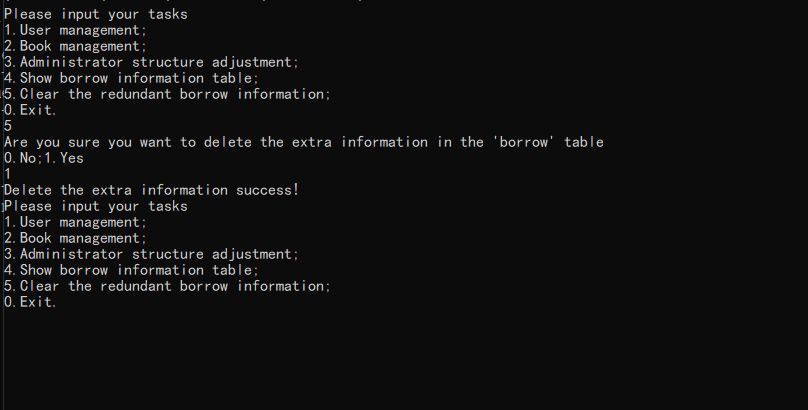 Please input your tasks
1.User management;
2.Book management;
3.Administrator structure adjustment;
4.Show borrow information table;
5.Clear the redundant borrow information;
0.Exit.
5
Are you sure you want to delete the extra information in the 'borrow' table
0.No;1.Yes
1
Delete the extra information success!
Please input your tasks
1.User management;
2.Book management;
3.Administrator structure adjustment;
4.Show borrow information table;
5.Clear the redundant borrow information;
0.Exit.